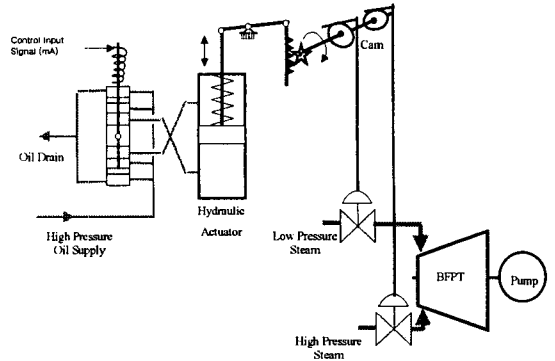 Control Input
Signal (mA)
Cam
Oil Drain
Hydraulic
Actuator
High Pressure
Oil Supply
Low Pressure
Steam
BFPT
Pump
High Pressure
Steam